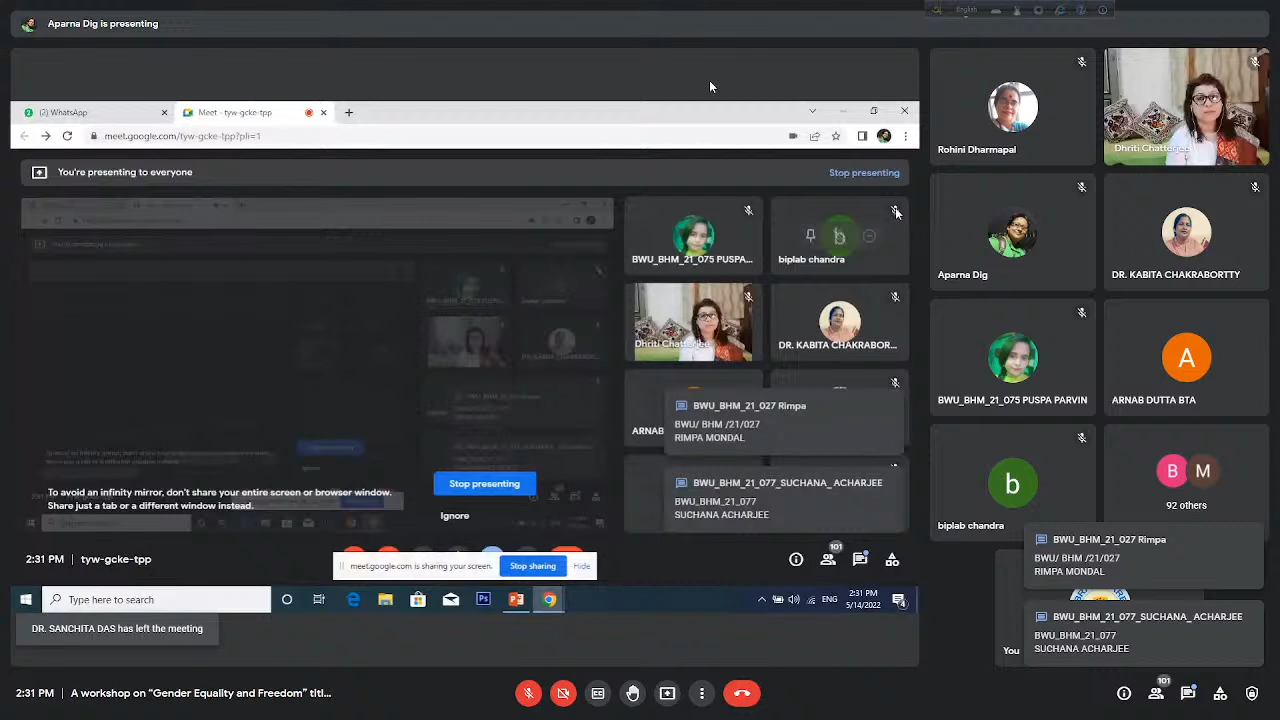 Aparna Dig is presenting
English
WhatsApp
Meet - tyw-gcke-tpp
meet.google.com/tyw-gcke-tpp?pli=1
You're presenting to everyone
Stop presenting
BWU_BHM_21_075 PUSPA...
biplab chandra
Dhriti Chatterjee
DR. KABITA CHAKRABOR...
ARNAB
BWU_BHM_21_027 Rimpa
BWU/ BHM /21/027
RIMPA MONDAL
BWU_BHM_21_077_SUCHANA_ACHARJEE
BWU_BHM_21_077
SUCHANA ACHARJEE
Stop presenting
To avoid an infinity mirror, don't share your entire screen or browser window.
Share just a tab or a different window instead.
Ignore
2:31 PM
tyw-gcke-tpp
meet.google.com is sharing your screen.
Stop sharing
Hide
101
Type here to search
ENG
2:31 PM
5/14/2022
4
DR. SANCHITA DAS has left the meeting
Rohini Dharmapal
Dhriti Chatterjee
Aparna Dig
DR. KABITA CHAKRABORTTY
BWU_BHM_21_075 PUSPA PARVIN
A
ARNAB DUTTA BTA
b
biplab chandra
B M
92 others
BWU_BHM_21_027 Rimpa
BWU/ BHM /21/027
RIMPA MONDAL
You
BWU_BHM_21_077_SUCHANA_ACHARJEE
BWU_BHM_21_077
SUCHANA ACHARJEE
2:31 PM | A workshop on “Gender Equality and Freedom” titl...
101